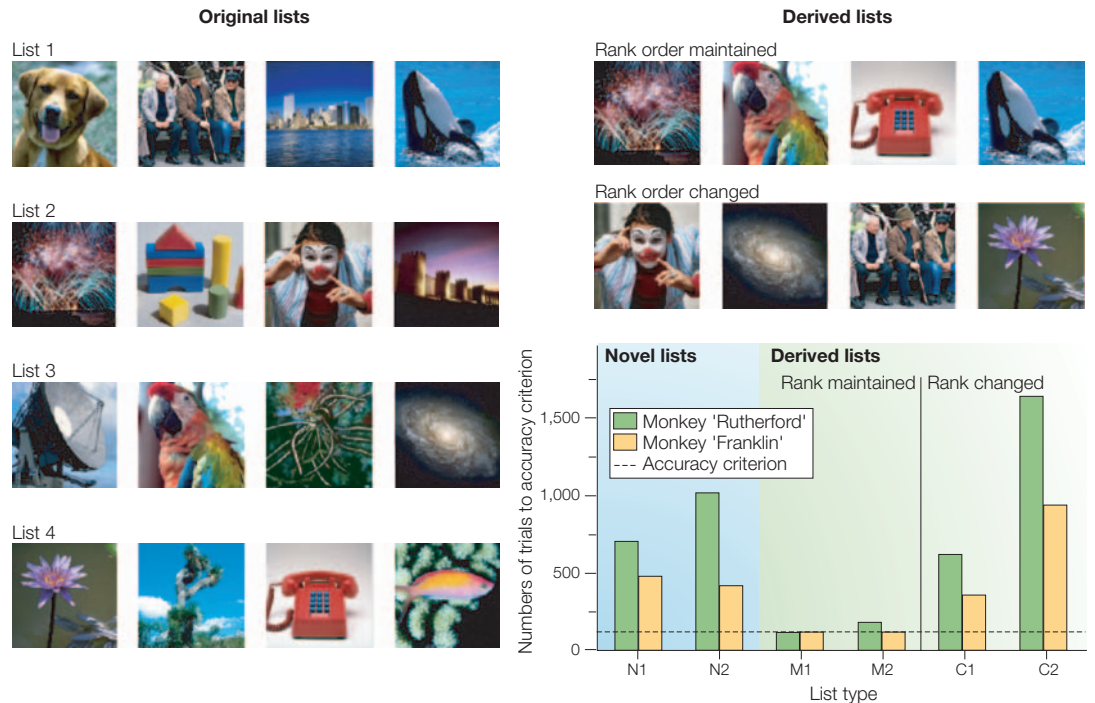 Original lists
Derived lists
List 1
Rank order maintained
List 2
Rank order changed
List 3
List 4
Numbers of trials to accuracy criterion
Novel lists
Derived lists
Rank maintained
Rank changed
Monkey 'Rutherford'
Monkey 'Franklin'
Accuracy criterion
1,500
1,000
500
0
N1 N2 M1 M2 C1 C2
List type